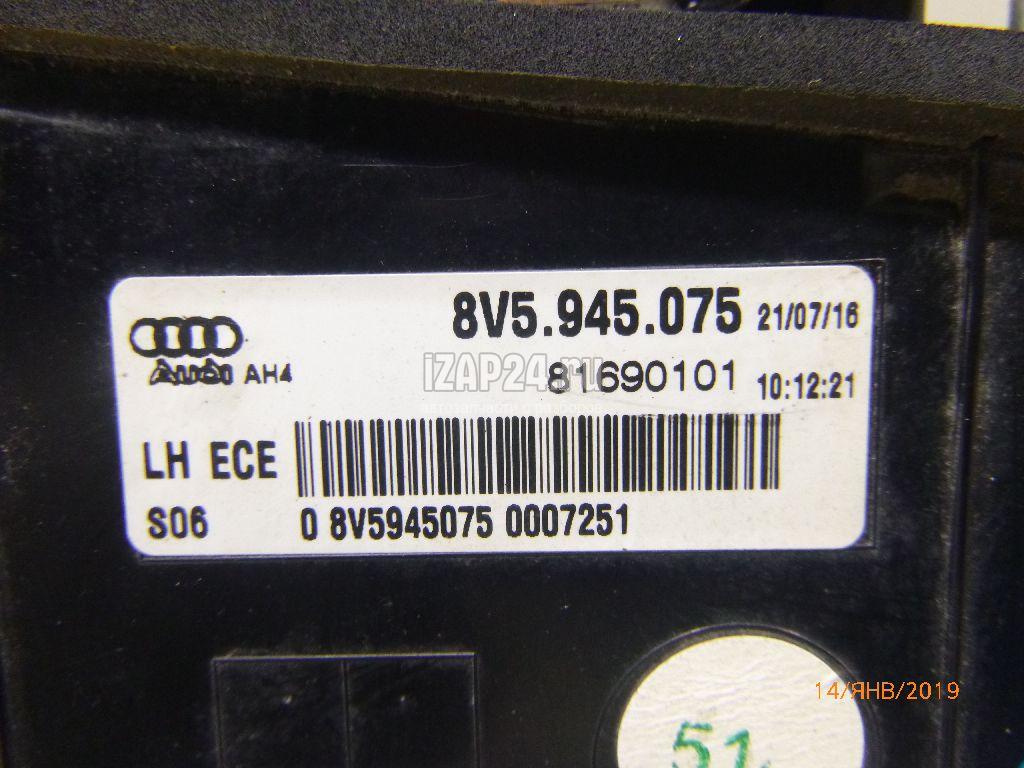 8V5.945.075 21/07/16
AUDI AH4
iZAP24.ru
81690101 10:12:21
LH ECE
S06 0 8V5945075 0007251
14/ЯНВ/2019
51